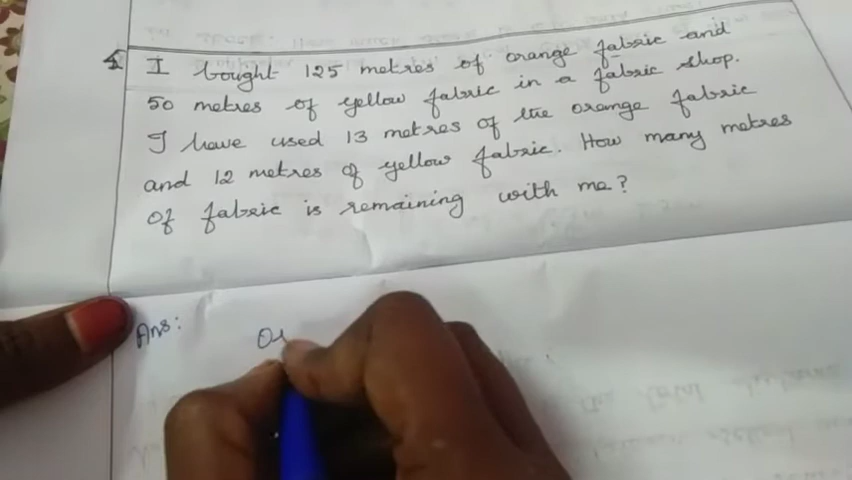 4 I bought 125 metres of orange fabric and
50 metres of yellow fabric in a fabric shop.
I have used 13 metres of the orange fabric
and 12 metres of yellow fabric. How many metres
of fabric is remaining with me?
Ans: Or